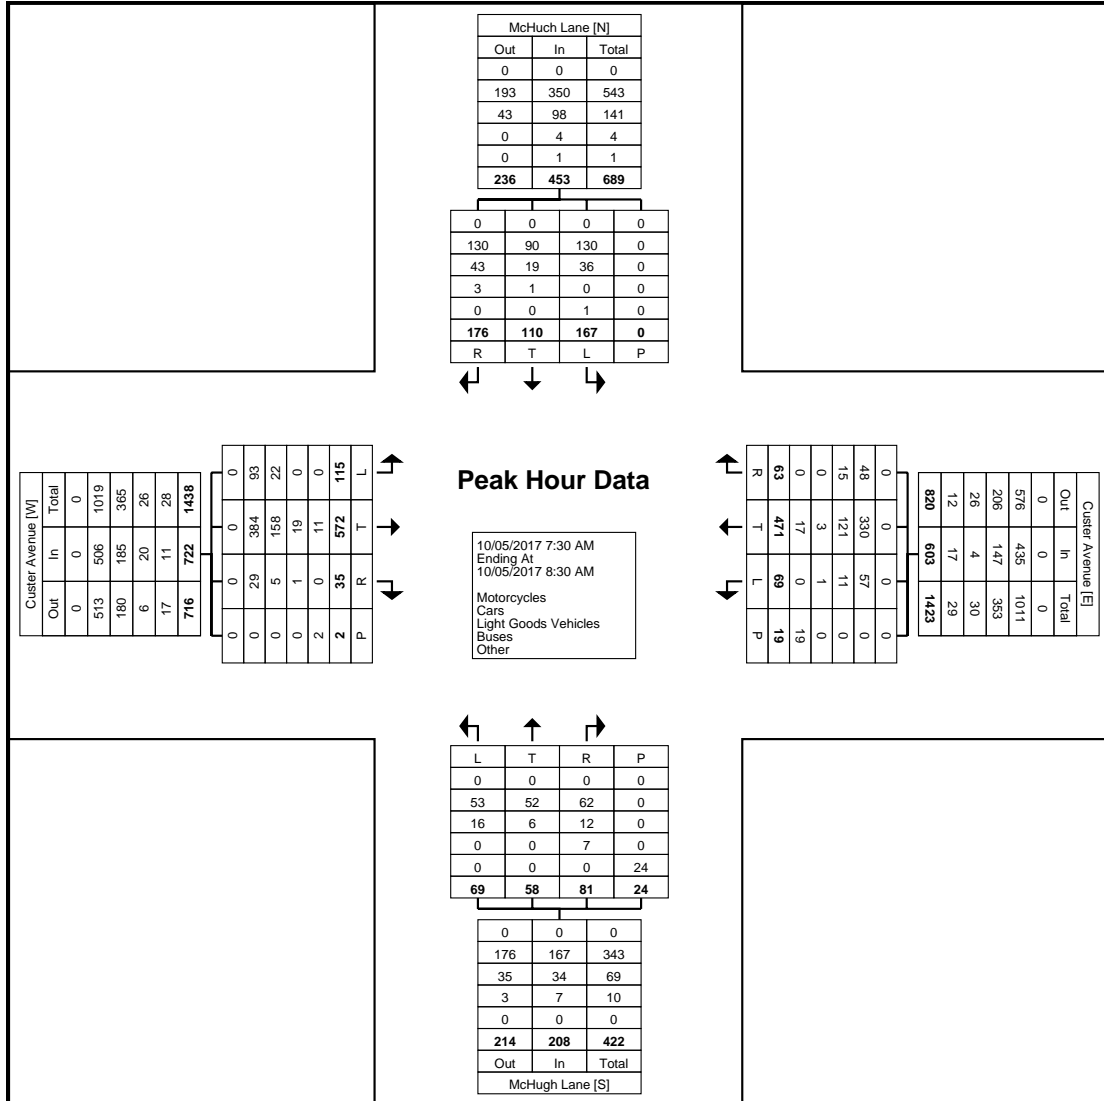 McHuch Lane [N]
Out In Total
0 0 0
193 350 543
43 98 141
0 4 4
0 1 1
236 453 689
0 0 0 0
130 90 130 0
43 19 36 0
3 1 0 0
0 0 1 0
176 110 167 0
R T L P
Custer Avenue [W]
Total In Out
0 0 0
1019 506 513
365 185 180
26 20 6
28 11 17
1438 722 716
0 0 0 0
93 384 29 0
22 158 5 0
0 19 1 0
0 11 0 2
115 572 35 2
L T R P
Peak Hour Data
10/05/2017 7:30 AM
Ending At
10/05/2017 8:30 AM
Motorcycles
Cars
Light Goods Vehicles
Buses
Other
R T L P
63 471 69 19
0 17 0 19
0 3 1 0
15 121 11 0
48 330 57 0
0 0 0 0
Custer Avenue [E]
Out In Total
0 0 0
576 435 1011
206 147 353
26 4 30
12 17 29
820 603 1423
L T R P
0 0 0 0
53 52 62 0
16 6 12 0
0 0 7 0
0 0 0 24
69 58 81 24
0 0 0
176 167 343
35 34 69
3 7 10
0 0 0
214 208 422
Out In Total
McHugh Lane [S]